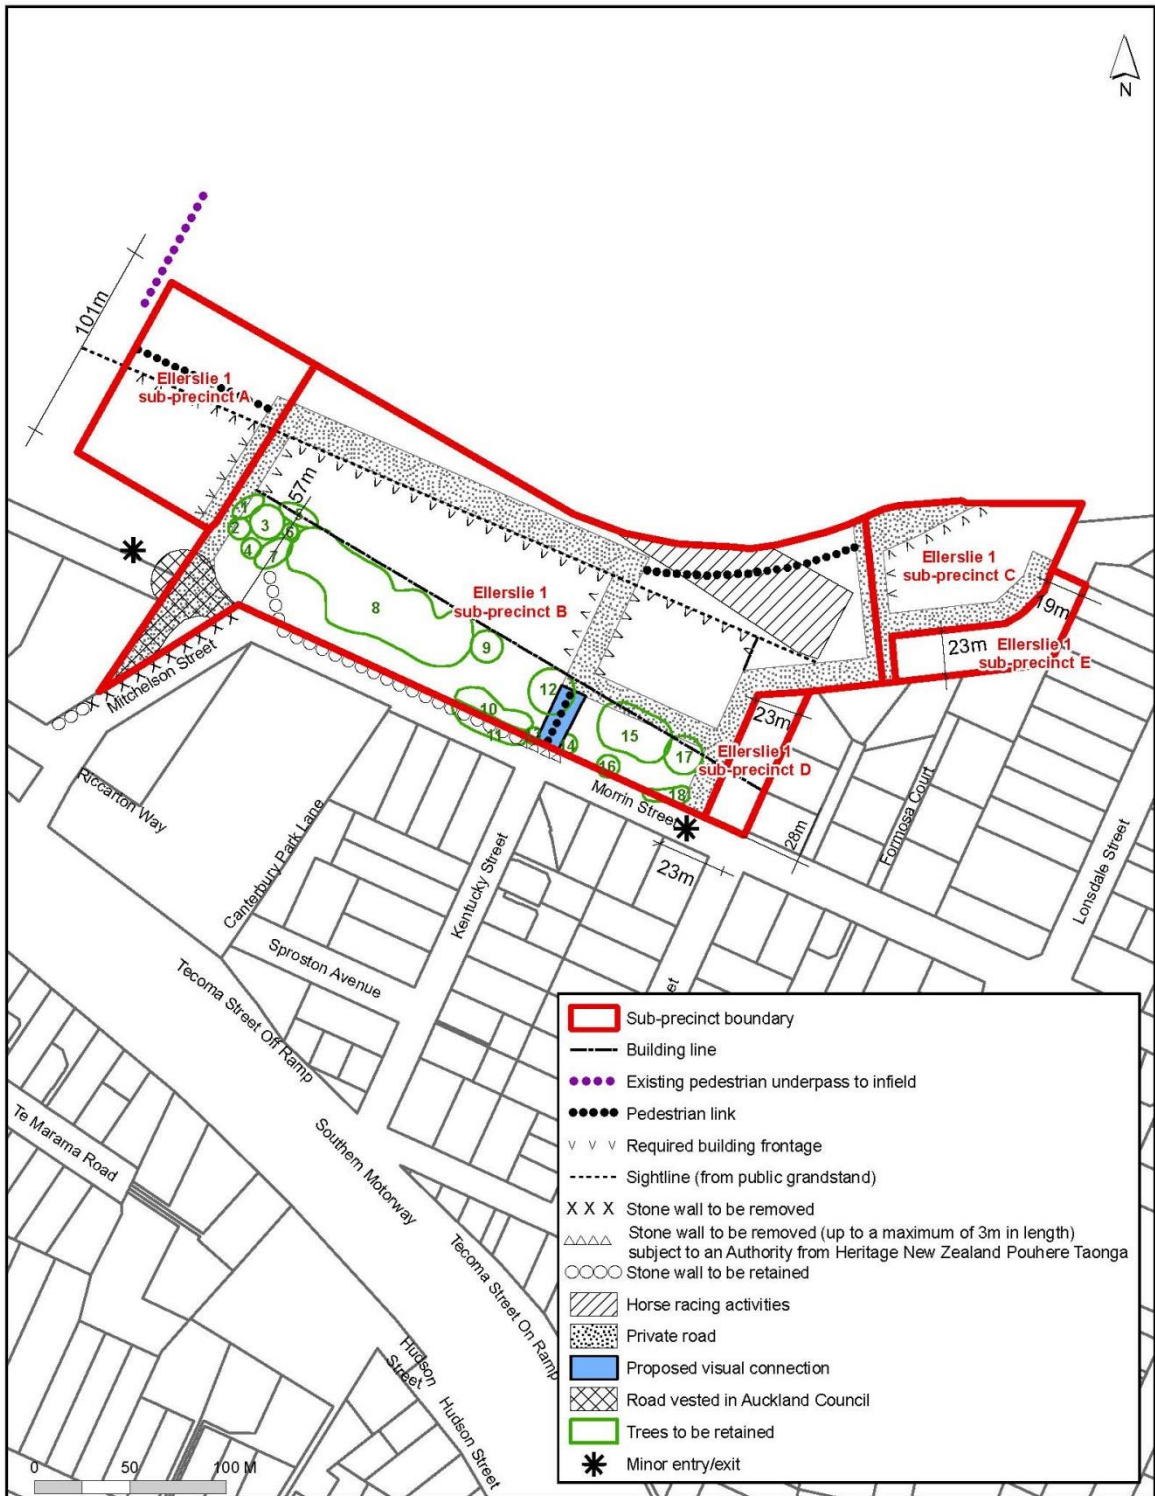 N
101m
Ellerslie 1
sub-precinct A
57m
1
2
3
4
5
6
7
8
9
10
11
12
14
15
16
17
18
Ellerslie 1
sub-precinct B
Ellerslie 1
sub-precinct C
19m
23m
Ellerslie 1
sub-precinct E
23m
Ellerslie 1
sub-precinct D
28m
23m
Mitchelson Street
Morrin Street
Riccarton Way
Canterbury Park Lane
Kentucky Street
Formosa Court
Lonsdale Street
Sproston Avenue
Tecoma Street Off Ramp
Te Marama Road
Southern Motorway
Tecoma Street On Ramp
Hudson
Street
Hudson Street
Sub-precinct boundary
Building line
Existing pedestrian underpass to infield
Pedestrian link
Required building frontage
Sightline (from public grandstand)
X X X Stone wall to be removed
Stone wall to be removed (up to a maximum of 3m in length)
subject to an Authority from Heritage New Zealand Pouhere Taonga
Stone wall to be retained
Horse racing activities
Private road
Proposed visual connection
Road vested in Auckland Council
Trees to be retained
Minor entry/exit
0 50 100 M